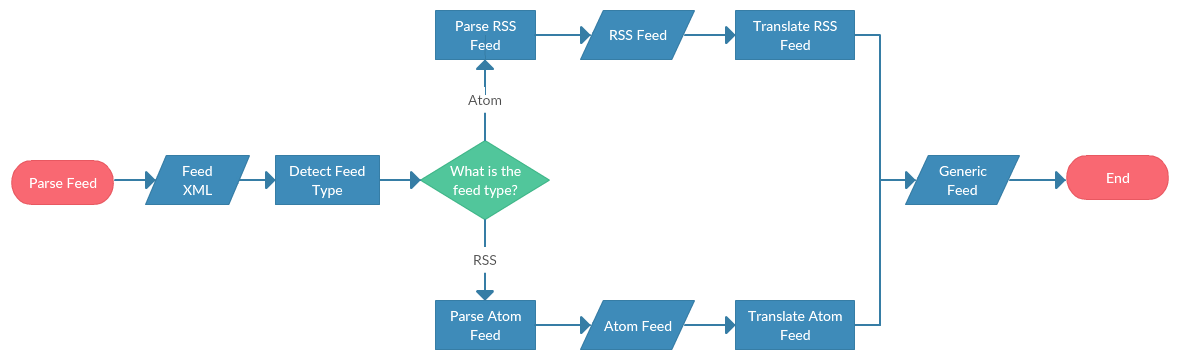 Parse Feed
Feed
XML
Detect Feed
Type
What is the
feed type?
Atom
Parse RSS
Feed
RSS Feed
Translate RSS
Feed
RSS
Parse Atom
Feed
Atom Feed
Translate Atom
Feed
Generic
Feed
End